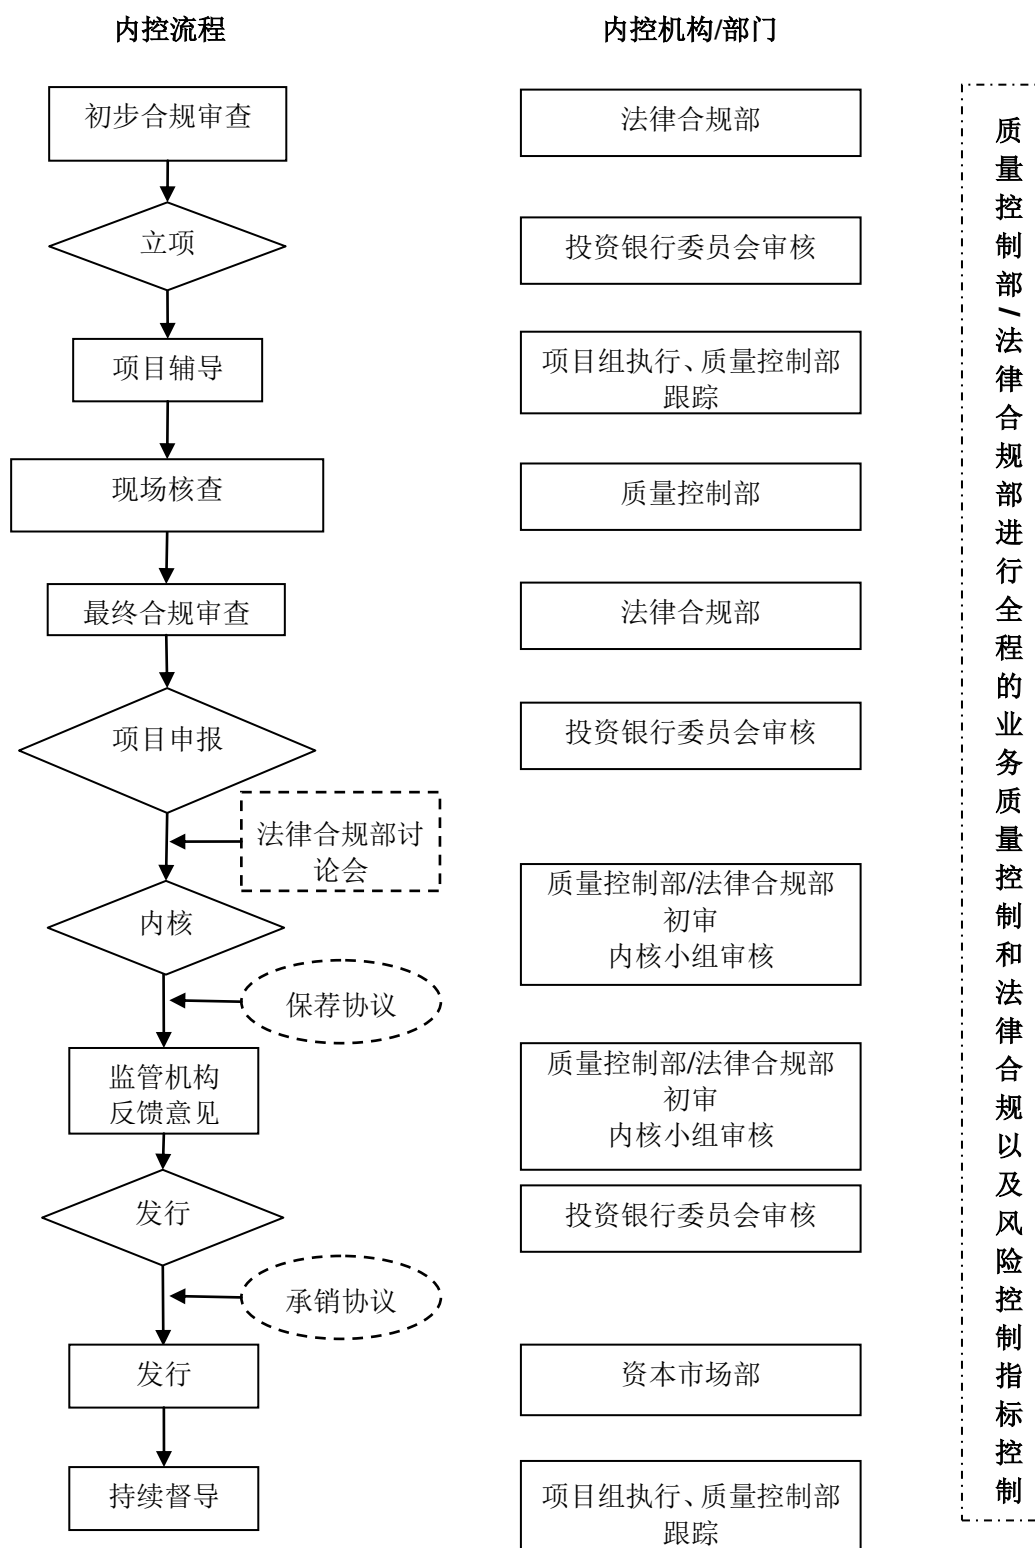 内控流程
内控机构/部门
初步合规审查
法律合规部
立项
投资银行委员会审核
项目辅导
项目组执行、质量控制部
跟踪
现场核查
质量控制部
最终合规审查
法律合规部
项目申报
投资银行委员会审核
法律合规部讨
论会
内核
质量控制部/法律合规部
初审
内核小组审核
保荐协议
监管机构
反馈意见
质量控制部/法律合规部
初审
内核小组审核
发行
投资银行委员会审核
承销协议
发行
资本市场部
持续督导
项目组执行、质量控制部
跟踪
质量控制部/法律合规部进行全程的业务质量控制和法律合规以及风险控制指标控制